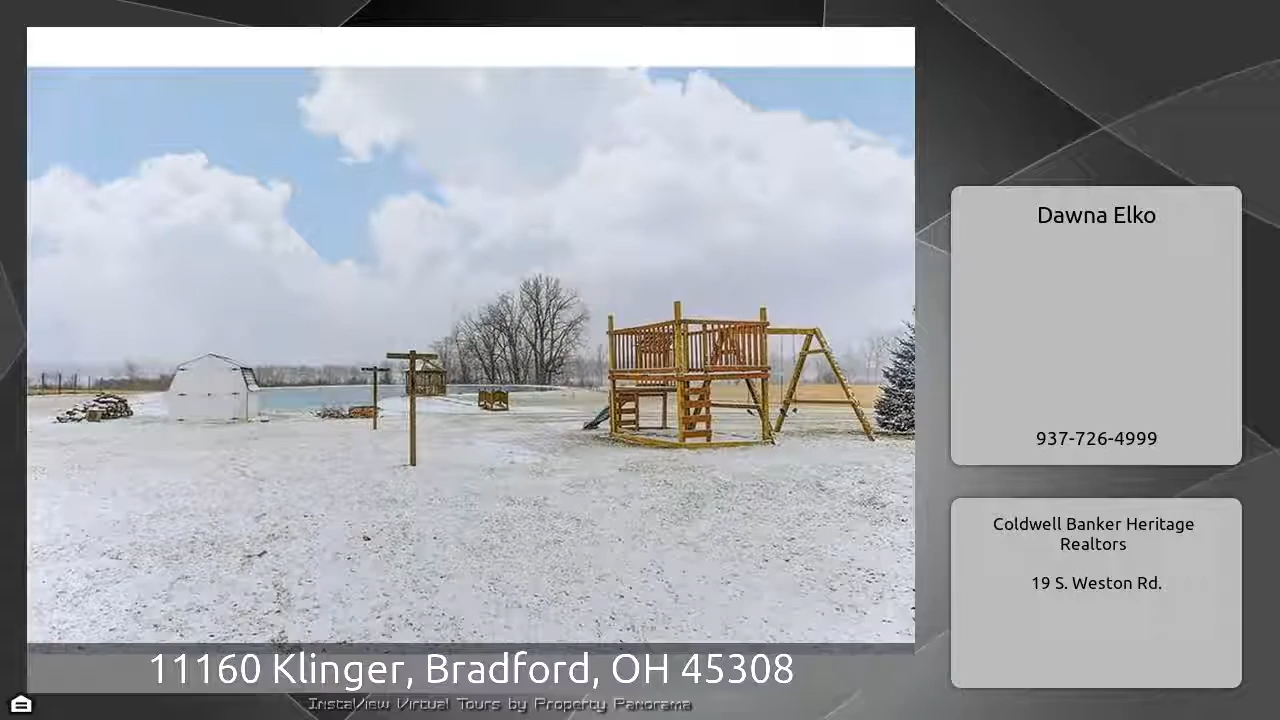 Dawna Elko
937-726-4999
Coldwell Banker Heritage
Realtors
19 S. Weston Rd.
11160 Klinger, Bradford, OH 45308
InstaView Virtual Tours by Property Panorama